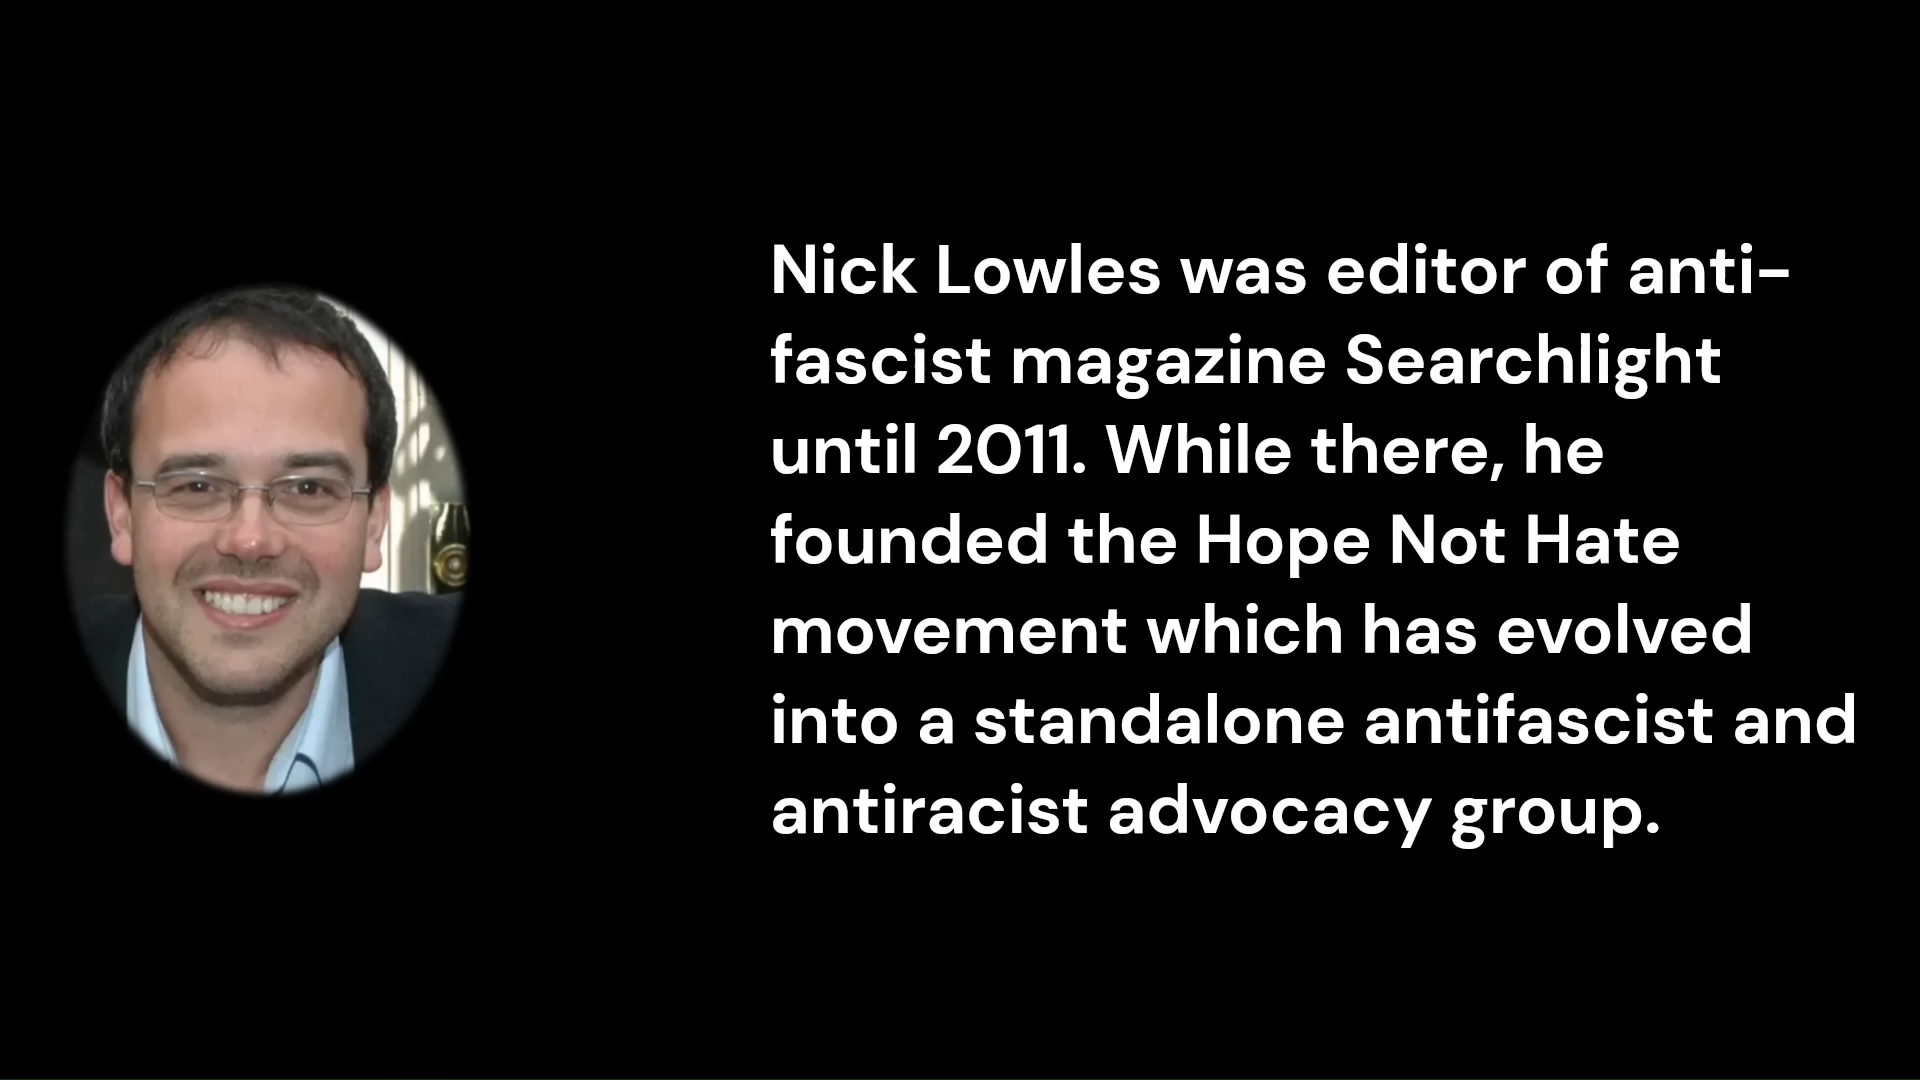 Nick Lowles was editor of anti-
fascist magazine Searchlight
until 2011. While there, he
founded the Hope Not Hate
movement which has evolved
into a standalone antifascist and
antiracist advocacy group.